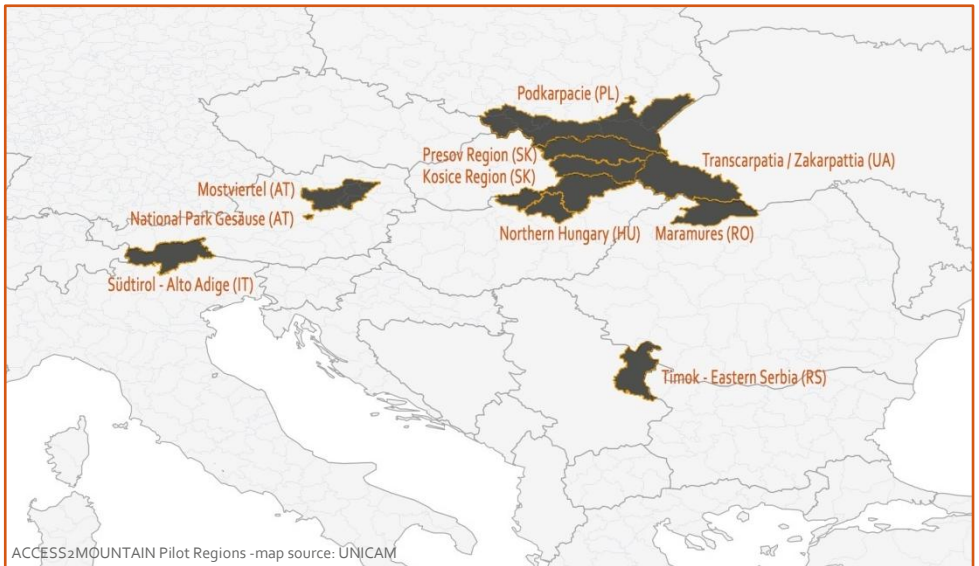 Podkarpacie (PL)
Presov Region (SK)
Kosice Region (SK)
Transcarpatia / Zakarpattia (UA)
Mostviertel (AT)
National Park Gesäuse (AT)
Northern Hungary (HU)
Maramures (RO)
Südtirol - Alto Adige (IT)
Timok - Eastern Serbia (RS)
ACCESS2MOUNTAIN Pilot Regions -map source: UNICAM